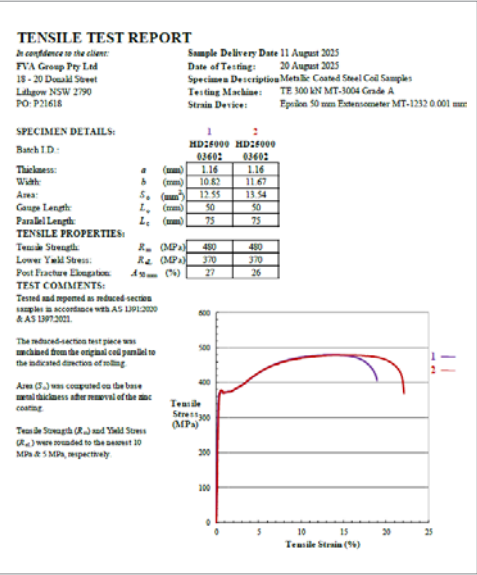 TENSILE TEST REPORT
In confidence to the client:
FVA Group Pty Ltd
18 - 20 Donald Street
Lithgow NSW 2790
PO: P21618
Sample Delivery Date 11 August 2025
Date of Testing: 20 August 2025
Specimen Description Metallic Coated Steel Coil Samples
Testing Machine: TE 300 kN MT-3004 Grade A
Strain Device: Epsilon 50 mm Extensometer MT-1232 0.001 mm
SPECIMEN DETAILS: 1 2
Batch I.D.: HD25000 03602 HD25000 03602
Thickness: a (mm) 1.16 1.16
Width: b (mm) 10.82 11.67
Area: Sₒ (mm²) 12.55 13.54
Gauge Length: Lₒ (mm) 50 50
Parallel Length: L (mm) 75 75
TENSILE PROPERTIES:
Tensile Strength: Rₘ (MPa) 480 480
Lower Yield Stress: R (MPa) 370 370
Post Fracture Elongation: A 50 mm (%) 27 26
TEST COMMENTS:
Tested and reported as reduced-section
samples in accordance with AS 1391:2020
& AS 1397:2021.
The reduced-section test piece was
machined from the original coil parallel to
the indicated direction of rolling.
Area (Sₒ) was computed on the base
metal thickness after removal of the zinc
coating.
Tensile Strength (Rₘ) and Yield Stress
(R) were rounded to the nearest 10
MPa & 5 MPa, respectively.
Tensile
Stress
(MPa)
600
500
400
300
200
100
0
0 5 10 15 20 25
Tensile Strain (%)
1
2